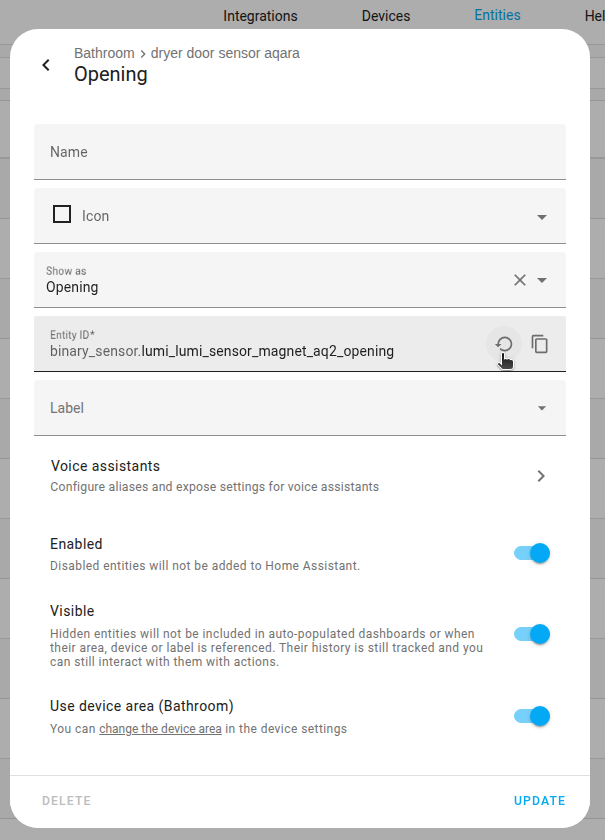 Integrations Devices Entities Hel
Bathroom > dryer door sensor aqara
Opening
Name
Icon
Show as
Opening
Entity ID*
binary_sensor.lumi_lumi_sensor_magnet_aq2_opening
Label
Voice assistants
Configure aliases and expose settings for voice assistants
Enabled
Disabled entities will not be added to Home Assistant.
Visible
Hidden entities will not be included in auto-populated dashboards or when
their area, device or label is referenced. Their history is still tracked and you
can still interact with them with actions.
Use device area (Bathroom)
You can change the device area in the device settings
DELETE UPDATE